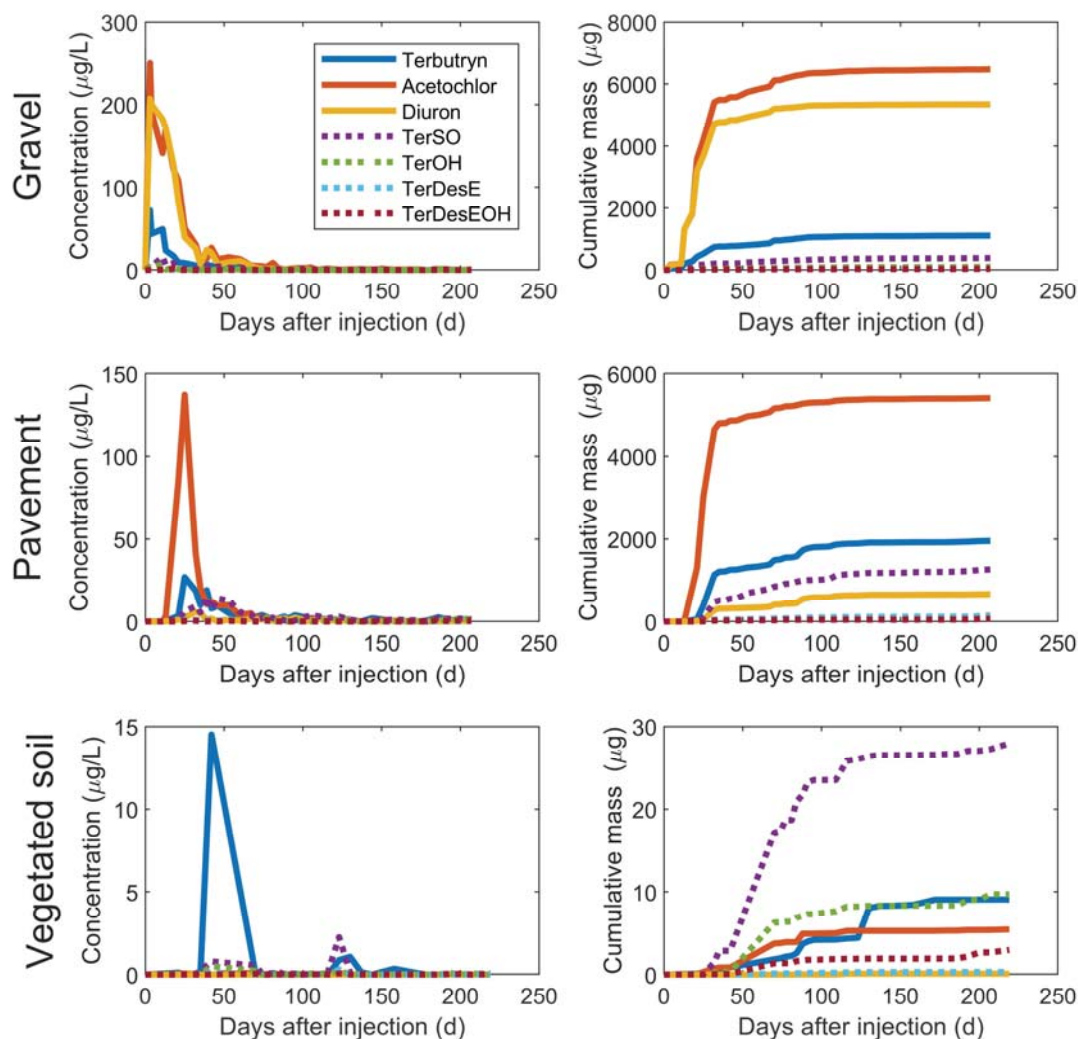 Gravel
Concentration (μg/L)
300
200
100
0
0 50 100 150 200 250
Days after injection (d)
Terbutryn
Acetochlor
Diuron
TerSO
TerOH
TerDesE
TerDesEOH
Cumulative mass (μg)
8000
6000
4000
2000
0
0 50 100 150 200 250
Days after injection (d)
Pavement
Concentration (μg/L)
150
100
50
0
0 50 100 150 200 250
Days after injection (d)
Cumulative mass (μg)
6000
4000
2000
0
0 50 100 150 200 250
Days after injection (d)
Vegetated soil
Concentration (μg/L)
15
10
5
0
0 50 100 150 200 250
Days after injection (d)
Cumulative mass (μg)
30
20
10
0
0 50 100 150 200 250
Days after injection (d)